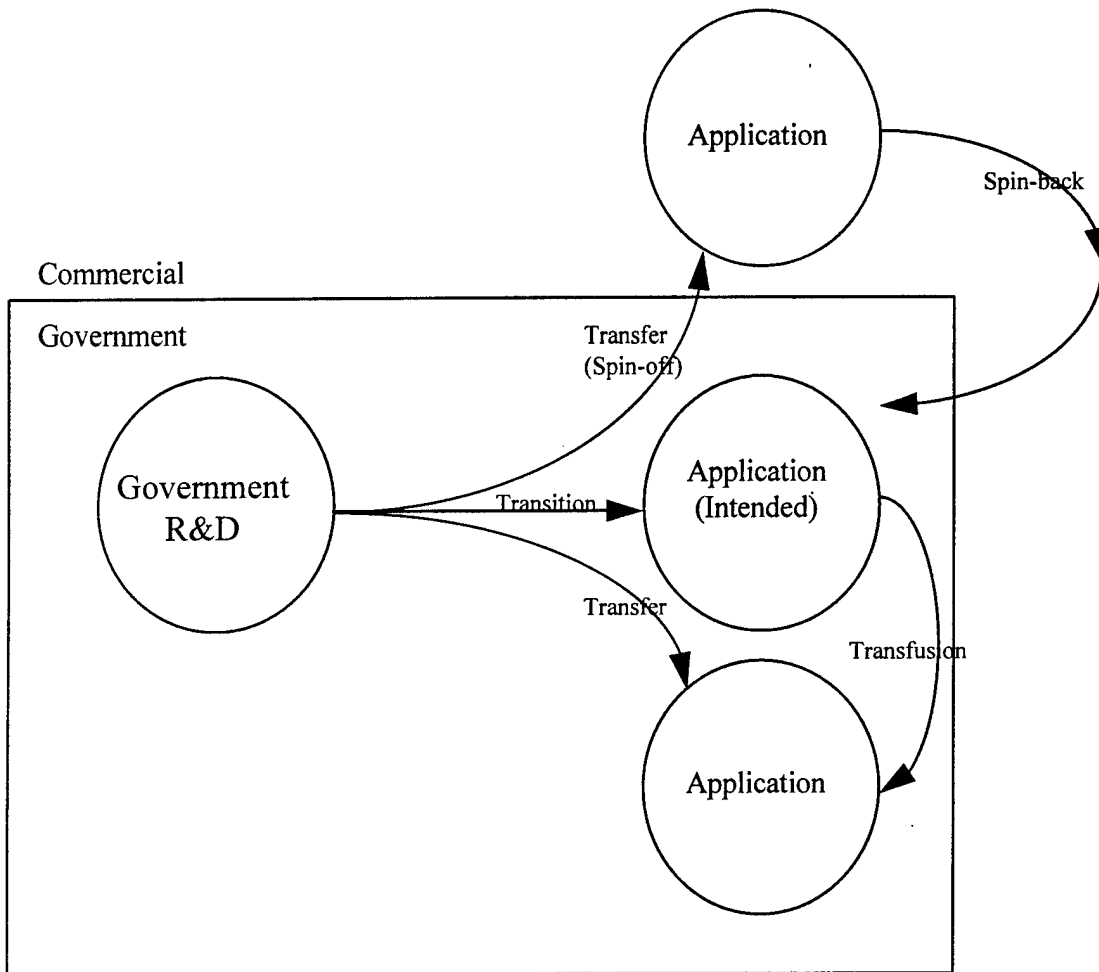 Application
Spin-back
Commercial
Government
Transfer
(Spin-off)
Government
R&D
Transition
Application
(Intended)
Transfer
Transfusion
Application